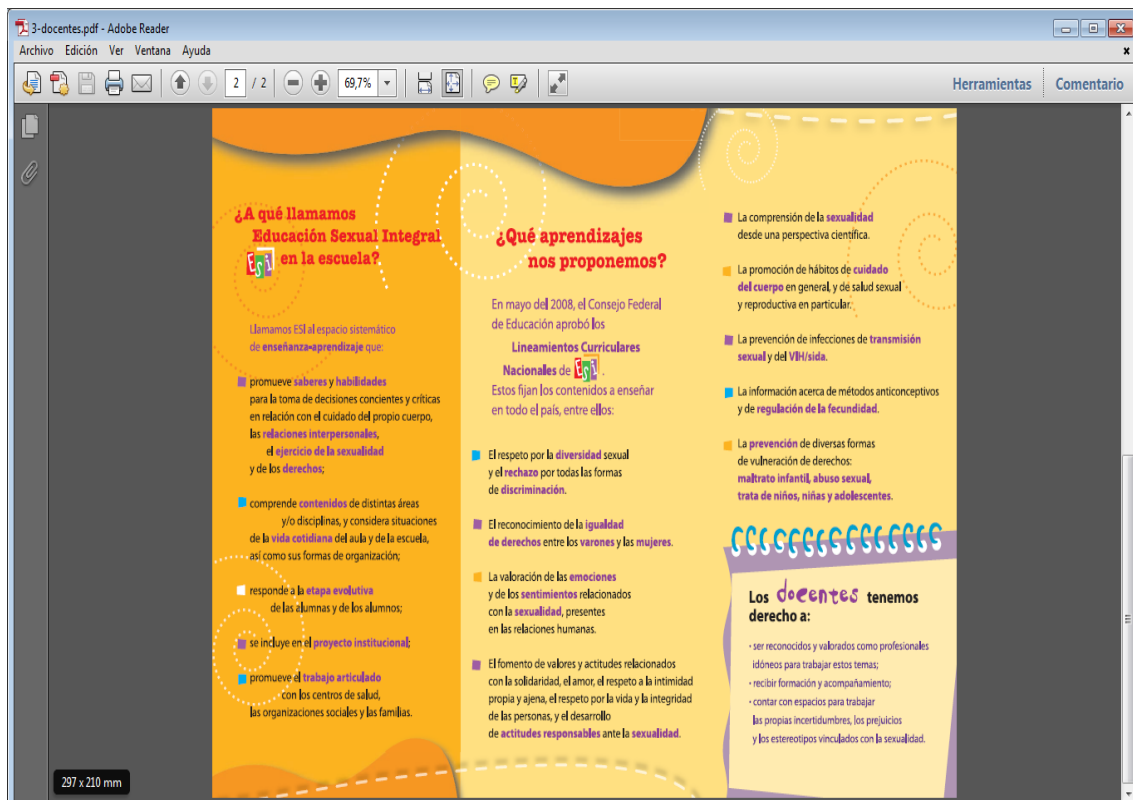 3-docentes.pdf - Adobe Reader
Archivo Edición Ver Ventana Ayuda
2 / 2 69,7% Herramientas Comentario
¿A qué llamamos
Educación Sexual Integral
ESI en la escuela?
Llamamos ESI al espacio sistemático
de enseñanza-aprendizaje que:
promueve saberes y habilidades
para la toma de decisiones concientes y críticas
en relación con el cuidado del propio cuerpo,
las relaciones interpersonales,
el ejercicio de la sexualidad
y de los derechos;
comprende contenidos de distintas áreas
y/o disciplinas, y considera situaciones
de la vida cotidiana del aula y de la escuela,
así como sus formas de organización;
responde a la etapa evolutiva
de las alumnas y de los alumnos;
se incluye en el proyecto institucional;
promueve el trabajo articulado
con los centros de salud,
las organizaciones sociales y las familias.
¿Qué aprendizajes
nos proponemos?
En mayo del 2008, el Consejo Federal
de Educación aprobó los
Lineamientos Curriculares
Nacionales de ESI .
Estos fijan los contenidos a enseñar
en todo el país, entre ellos:
El respeto por la diversidad sexual
y el rechazo por todas las formas
de discriminación.
El reconocimiento de la igualdad
de derechos entre los varones y las mujeres.
La valoración de las emociones
y de los sentimientos relacionados
con la sexualidad, presentes
en las relaciones humanas.
El fomento de valores y actitudes relacionados
con la solidaridad, el amor, el respeto a la intimidad
propia y ajena, el respeto por la vida y la integridad
de las personas, y el desarrollo
de actitudes responsables ante la sexualidad.
La comprensión de la sexualidad
desde una perspectiva científica.
La promoción de hábitos de cuidado
del cuerpo en general, y de salud sexual
y reproductiva en particular.
La prevención de infecciones de transmisión
sexual y del VIH/sida.
La información acerca de métodos anticonceptivos
y de regulación de la fecundidad.
La prevención de diversas formas
de vulneración de derechos:
maltrato infantil, abuso sexual,
trata de niños, niñas y adolescentes.
Los docentes tenemos
derecho a:
· ser reconocidos y valorados como profesionales
idóneos para trabajar estos temas;
· recibir formación y acompañamiento;
· contar con espacios para trabajar
las propias incertidumbres, los prejuicios
y los estereotipos vinculados con la sexualidad.
297 x 210 mm